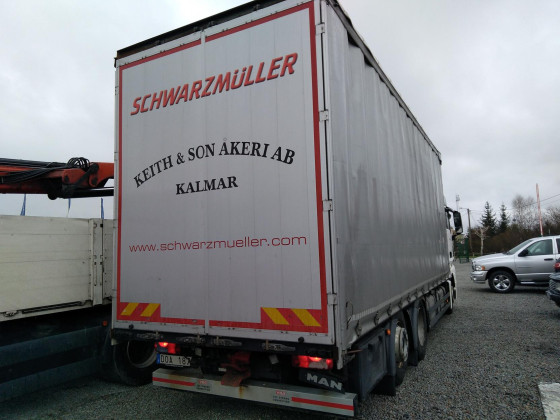 SCHWARZMÜLLER
KEITH & SON ÅKERI AB
KALMAR
www.schwarzmueller.com
MAN